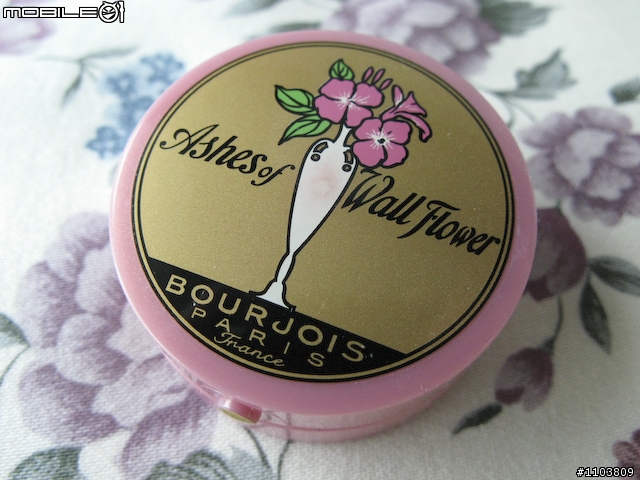 MOBILE01
Ashes of
Wall Flower
BOURJOIS
PARIS
France
#1103809